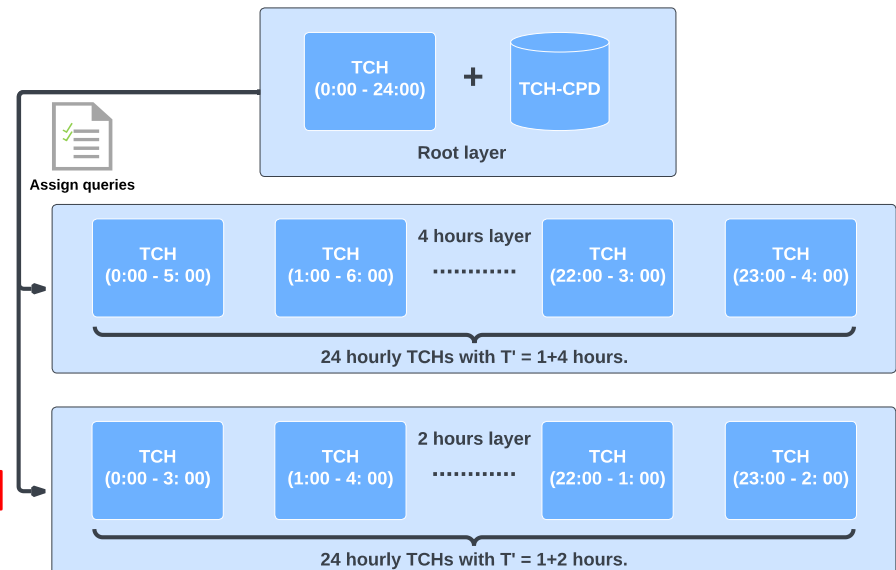 TCH
(0:00 - 24:00)
+
TCH-CPD
Root layer
Assign queries
4 hours layer
TCH
(0:00 - 5: 00)
TCH
(1:00 - 6: 00)
............
TCH
(22:00 - 3: 00)
TCH
(23:00 - 4: 00)
24 hourly TCHs with T' = 1+4 hours.
2 hours layer
TCH
(0:00 - 3: 00)
TCH
(1:00 - 4: 00)
............
TCH
(22:00 - 1: 00)
TCH
(23:00 - 2: 00)
24 hourly TCHs with T' = 1+2 hours.